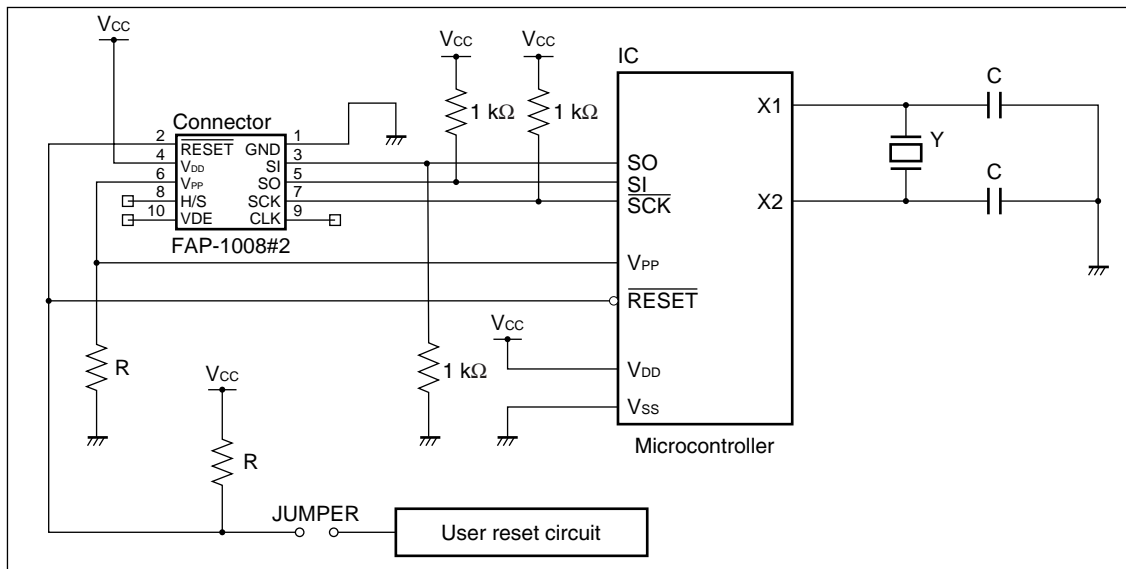 VCC
VCC
VCC
IC
C
1 kΩ
1 kΩ
X1
Connector
2
RESET
GND
1
4
VDD
SI
3
6
VPP
SO
5
8
H/S
SCK
7
10
VDE
CLK
9
FAP-1008#2
SO
SI
SCK
Y
C
X2
VPP
RESET
VCC
R
VCC
1 kΩ
VDD
VSS
Microcontroller
R
JUMPER
User reset circuit